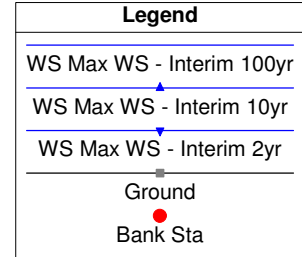 Legend
WS Max WS - Interim 100yr
WS Max WS - Interim 10yr
WS Max WS - Interim 2yr
Ground
Bank Sta